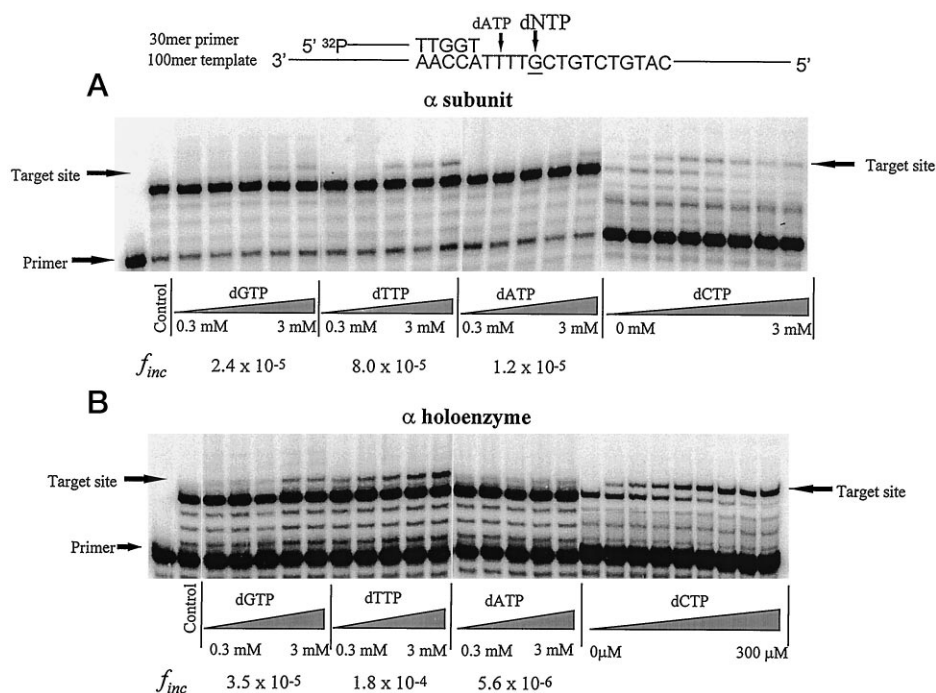 dATP dNTP
30mer primer 5' 32P TTGGT
100mer template 3' AACCATTTTGCTGTCTGTAC 5'
A
α subunit
Target site
Target site
Primer
Control
dGTP dTTP dATP dCTP
0.3 mM 3 mM 0.3 mM 3 mM 0.3 mM 3 mM 0 mM 3 mM
finc 2.4 x 10-5 8.0 x 10-5 1.2 x 10-5
B
α holoenzyme
Target site
Target site
Primer
Control
dGTP dTTP dATP dCTP
0.3 mM 3 mM 0.3 mM 3 mM 0.3 mM 3 mM 0μM 300 μM
finc 3.5 x 10-5 1.8 x 10-4 5.6 x 10-6